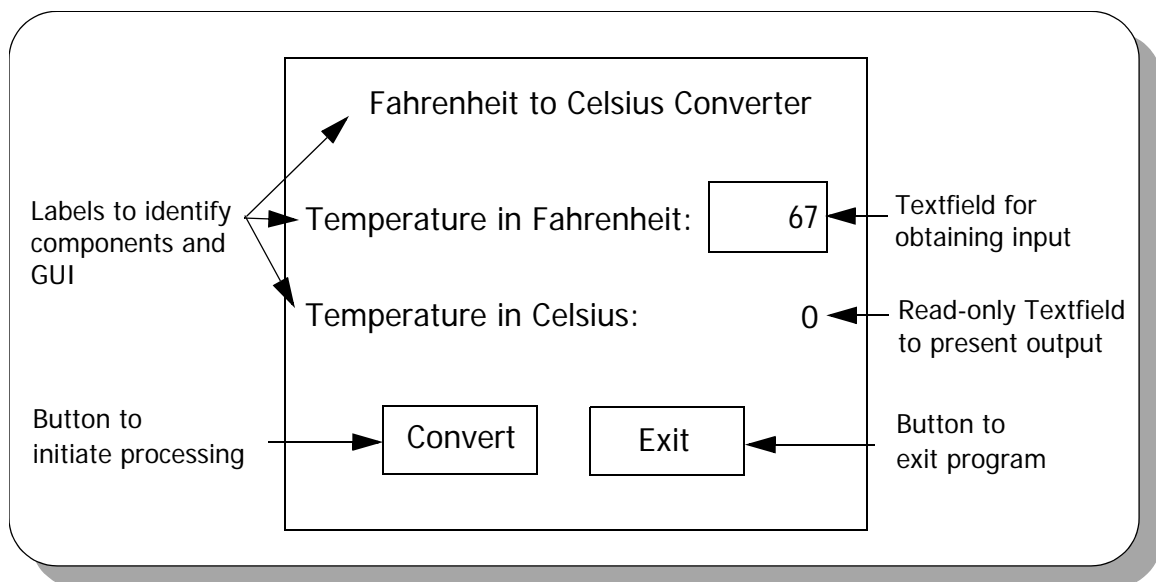 Fahrenheit to Celsius Converter
Labels to identify
components and
GUI
Temperature in Fahrenheit:
67
Textfield for
obtaining input
Temperature in Celsius:
0
Read-only Textfield
to present output
Button to
initiate processing
Convert
Exit
Button to
exit program